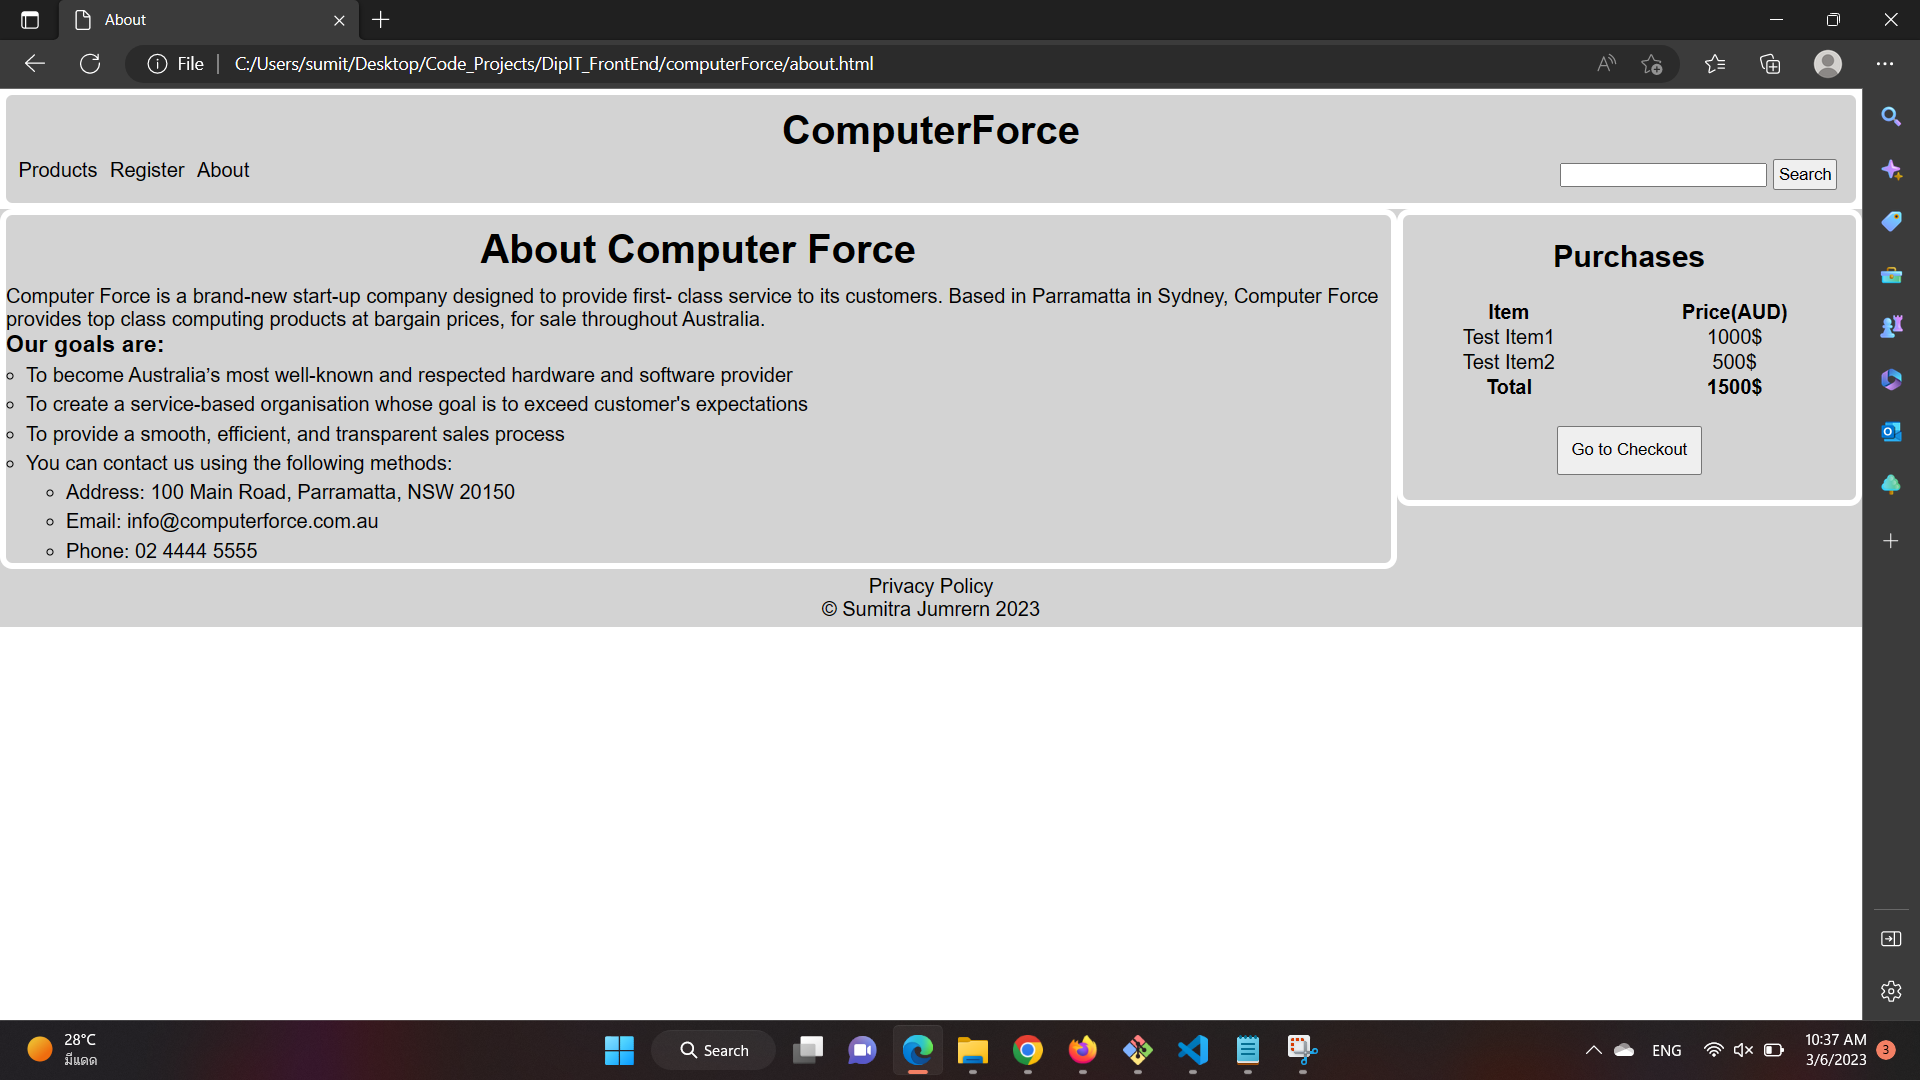 About
File
C:/Users/sumit/Desktop/Code_Projects/DipIT_FrontEnd/computerForce/about.html
ComputerForce
Products Register About
Search
About Computer Force
Computer Force is a brand-new start-up company designed to provide first- class service to its customers. Based in Parramatta in Sydney, Computer Force
provides top class computing products at bargain prices, for sale throughout Australia.
Our goals are:
To become Australia’s most well-known and respected hardware and software provider
To create a service-based organisation whose goal is to exceed customer's expectations
To provide a smooth, efficient, and transparent sales process
You can contact us using the following methods:
Address: 100 Main Road, Parramatta, NSW 20150
Email: info@computerforce.com.au
Phone: 02 4444 5555
Purchases
Item Price(AUD)
Test Item1 1000$
Test Item2 500$
Total 1500$
Go to Checkout
Privacy Policy
© Sumitra Jumrern 2023
28°C
มีแดด
Search
ENG
10:37 AM
3/6/2023
3